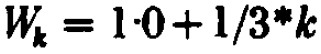 W_k = 1·0 + 1/3*k